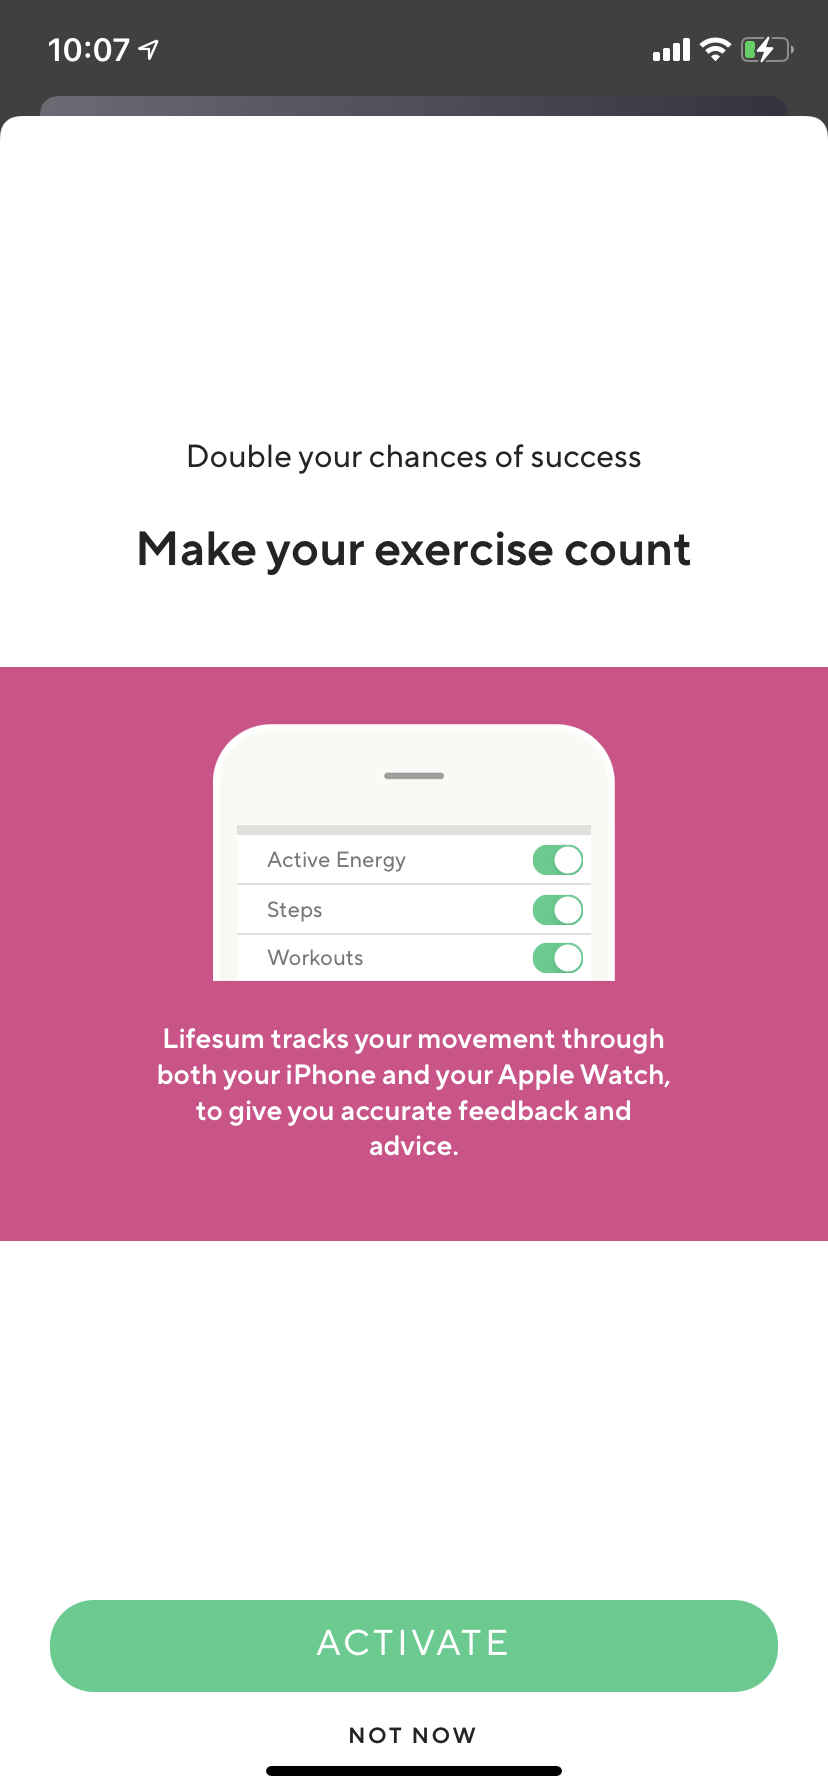 10:07
Double your chances of success
Make your exercise count
Active Energy
Steps
Workouts
Lifesum tracks your movement through
both your iPhone and your Apple Watch,
to give you accurate feedback and
advice.
ACTIVATE
NOT NOW